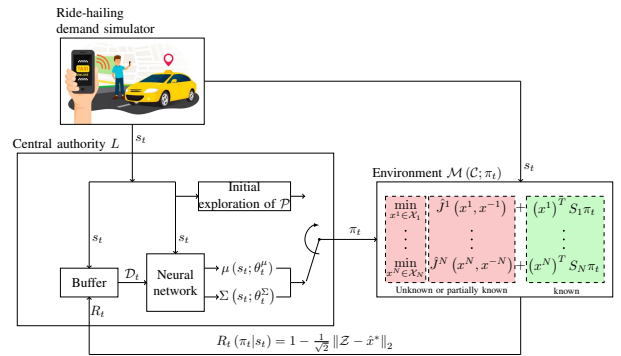 Ride-hailing
demand simulator
TAXI
s_t
Central authority L
s_t
Environment ℳ (𝒞; π_t)
Initial
exploration of 𝒫
s_t
s_t
π_t
min x^1∈𝒳_1 Ĵ^1 (x^1, x^{-1}) + (x^1)^T S_1 π_t
⋮ ⋮ ⋮
min x^N∈𝒳_N Ĵ^N (x^N, x^{-N}) + (x^N)^T S_N π_t
Unknown or partially known
known
Buffer
𝒟_t
Neural
network
μ (s_t; θ_t^μ)
Σ (s_t; θ_t^Σ)
R_t
R_t (π_t|s_t) = 1 − 1/√2 ‖𝒵 − x̂*‖_2